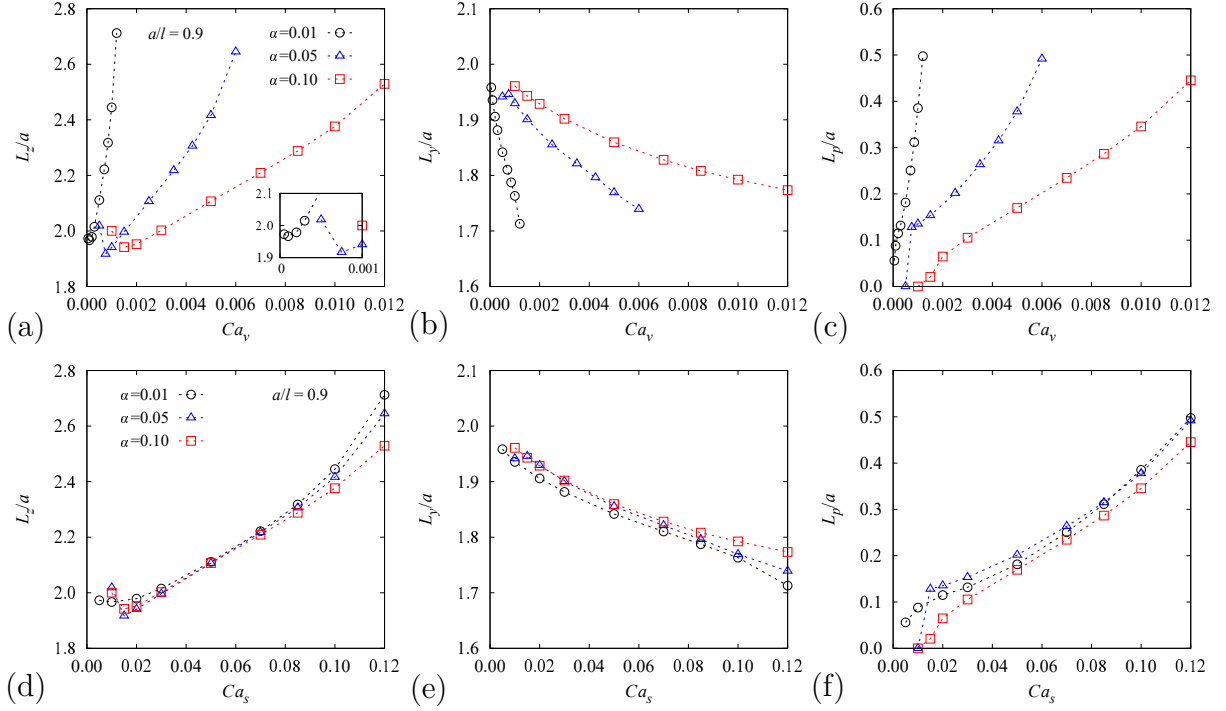 2.8
2.6
2.4
2.2
2.0
1.8
L_z/a
a/l = 0.9
α=0.01
α=0.05
α=0.10
2.1
2.0
1.9
0
0.001
0.000 0.002 0.004 0.006 0.008 0.010 0.012
(a)
Ca_v
2.1
2.0
1.9
1.8
1.7
1.6
L_y/a
0.000 0.002 0.004 0.006 0.008 0.010 0.012
(b)
Ca_v
0.6
0.5
0.4
0.3
0.2
0.1
0.0
L_p/a
0.000 0.002 0.004 0.006 0.008 0.010 0.012
(c)
Ca_v
2.8
2.6
2.4
2.2
2.0
1.8
L_z/a
α=0.01
α=0.05
α=0.10
a/l = 0.9
0.00 0.02 0.04 0.06 0.08 0.10 0.12
(d)
Ca_s
2.1
2.0
1.9
1.8
1.7
1.6
L_y/a
0.00 0.02 0.04 0.06 0.08 0.10 0.12
(e)
Ca_s
0.6
0.5
0.4
0.3
0.2
0.1
0.0
L_p/a
0.00 0.02 0.04 0.06 0.08 0.10 0.12
(f)
Ca_s